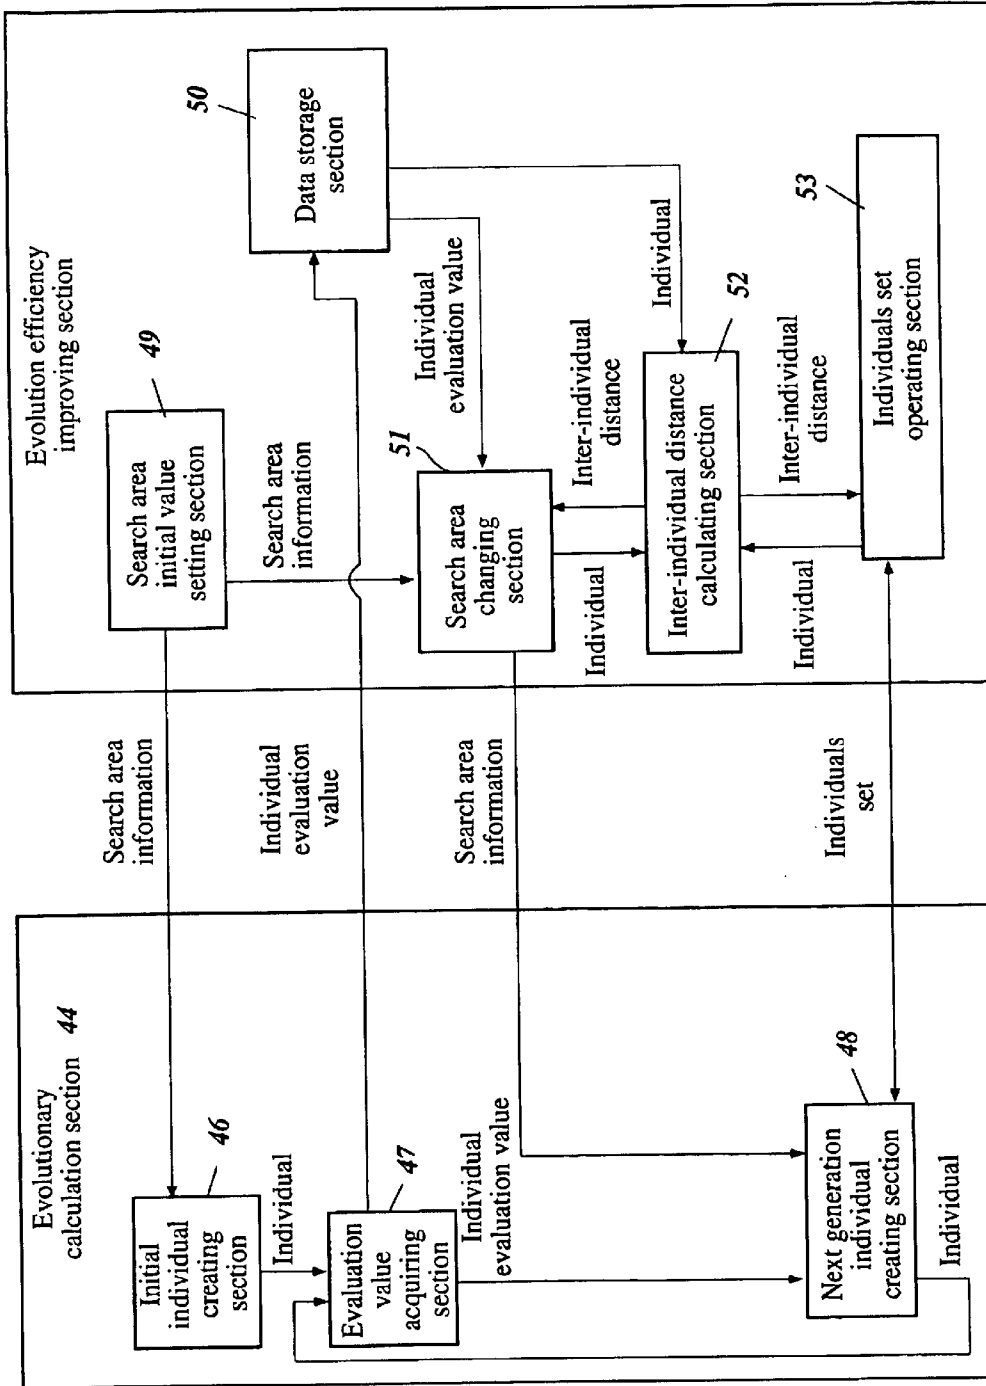 Evolutionary
calculation section 44
Initial
individual
creating
section
46
Individual
Evaluation
value
acquiring
section
47
Individual
evaluation value
Next generation
individual
creating section
48
Individual
Search area
information
Individual
evaluation
value
Search area
information
Individuals
set
Evolution efficiency
improving section
Search area
initial value
setting section
49
Search area
information
Data storage
section
50
Individual
evaluation value
Individual
Search area
changing
section
51
Individual
Inter-individual
distance
Inter-individual distance
calculating section
52
Individual
Inter-individual
distance
Individuals set
operating section
53